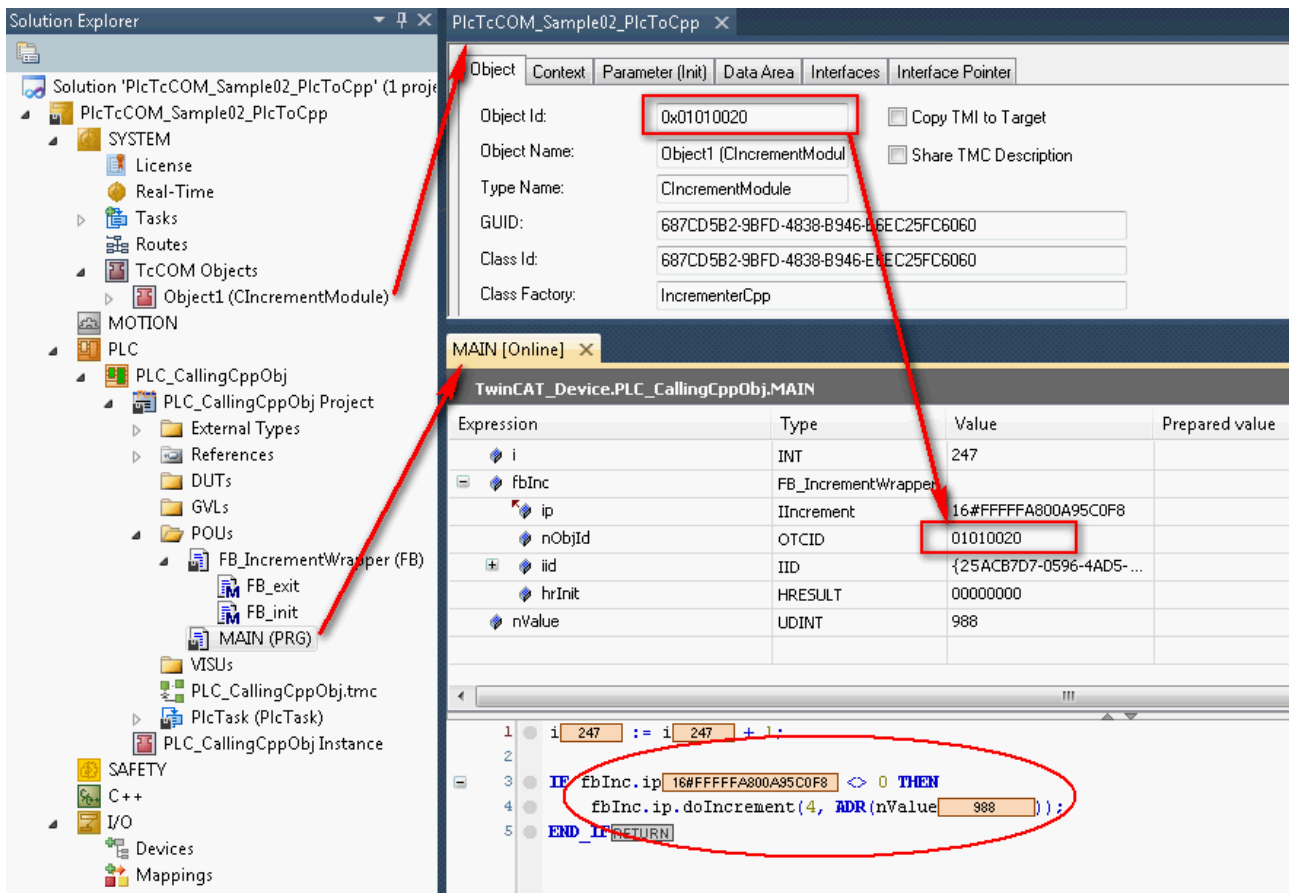 Solution Explorer
Solution 'PlcTcCOM_Sample02_PlcToCpp' (1 proje
PlcTcCOM_Sample02_PlcToCpp
SYSTEM
License
Real-Time
Tasks
Routes
TcCOM Objects
Object1 (CIncrementModule)
MOTION
PLC
PLC_CallingCppObj
PLC_CallingCppObj Project
External Types
References
DUTs
GVLs
POUs
FB_IncrementWrapper (FB)
FB_exit
FB_init
MAIN (PRG)
VISUs
PLC_CallingCppObj.tmc
PlcTask (PlcTask)
PLC_CallingCppObj Instance
SAFETY
C++
I/O
Devices
Mappings
PlcTcCOM_Sample02_PlcToCpp
Object Context Parameter (Init) Data Area Interfaces Interface Pointer
Object Id: 0x01010020 Copy TMI to Target
Object Name: Object1 (CIncrementModul Share TMC Description
Type Name: CIncrementModule
GUID: 687CD5B2-9BFD-4838-B946-E6EC25FC6060
Class Id: 687CD5B2-9BFD-4838-B946-E6EC25FC6060
Class Factory: IncrementerCpp
MAIN [Online]
TwinCAT_Device.PLC_CallingCppObj.MAIN
Expression Type Value Prepared value
i INT 247
fbInc FB_IncrementWrapper
ip IIncrement 16#FFFFFA800A95C0F8
nObjId OTCID 01010020
iid IID {25ACB7D7-0596-4AD5-...
hrInit HRESULT 00000000
nValue UDINT 988
1 i 247 := i 247 + 1;
2
3 IF fbInc.ip 16#FFFFFA800A95C0F8 <> 0 THEN
4 fbInc.ip.doIncrement(4, ADR(nValue 988 ));
5 END_IF RETURN